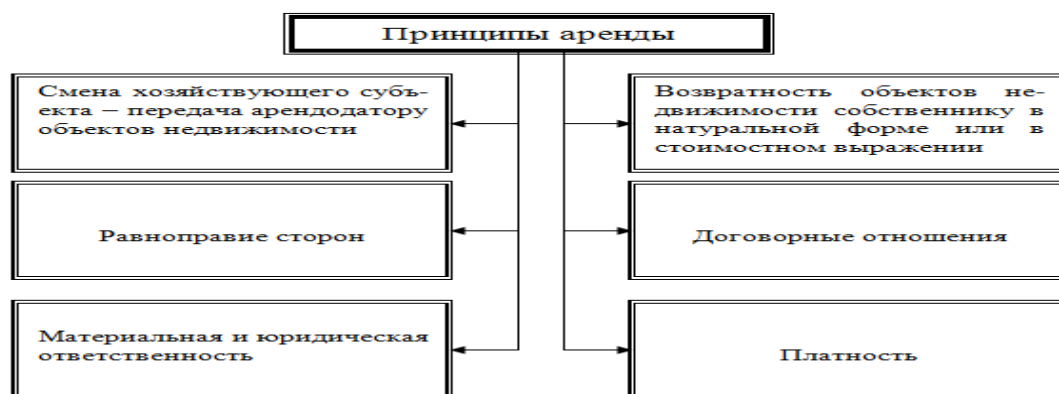 Принципы аренды
Смена хозяйствующего субъ-
екта – передача арендодатору
объектов недвижимости
Возвратность объектов не-
движимости собственнику в
натуральной форме или в
стоимостном выражении
Равноправие сторон
Договорные отношения
Материальная и юридическая
ответственность
Платность